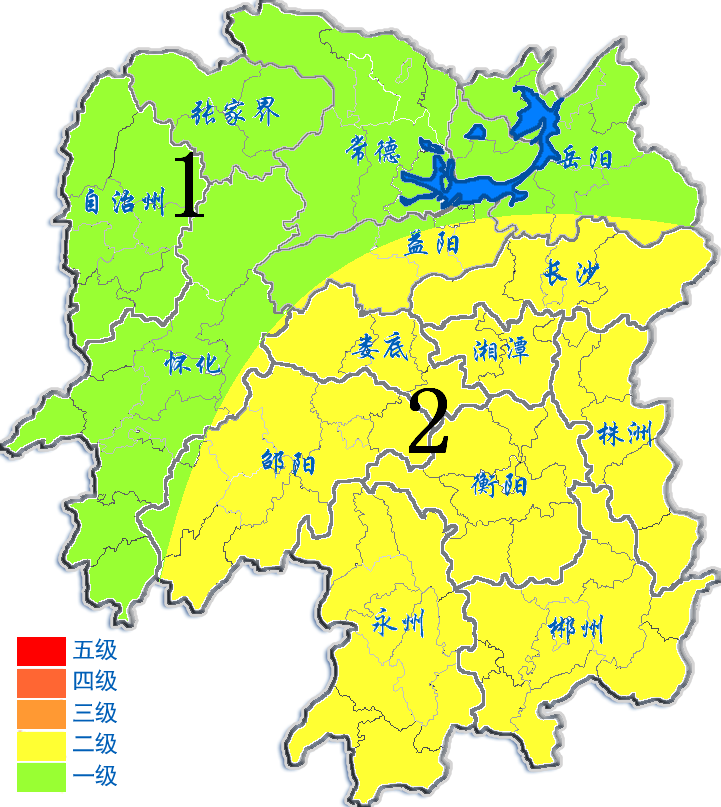 张家界
常德
岳阳
自治州
1
益阳
长沙
怀化
娄底
湘潭
2
株洲
邵阳
衡阳
永州
郴州
五级
四级
三级
二级
一级